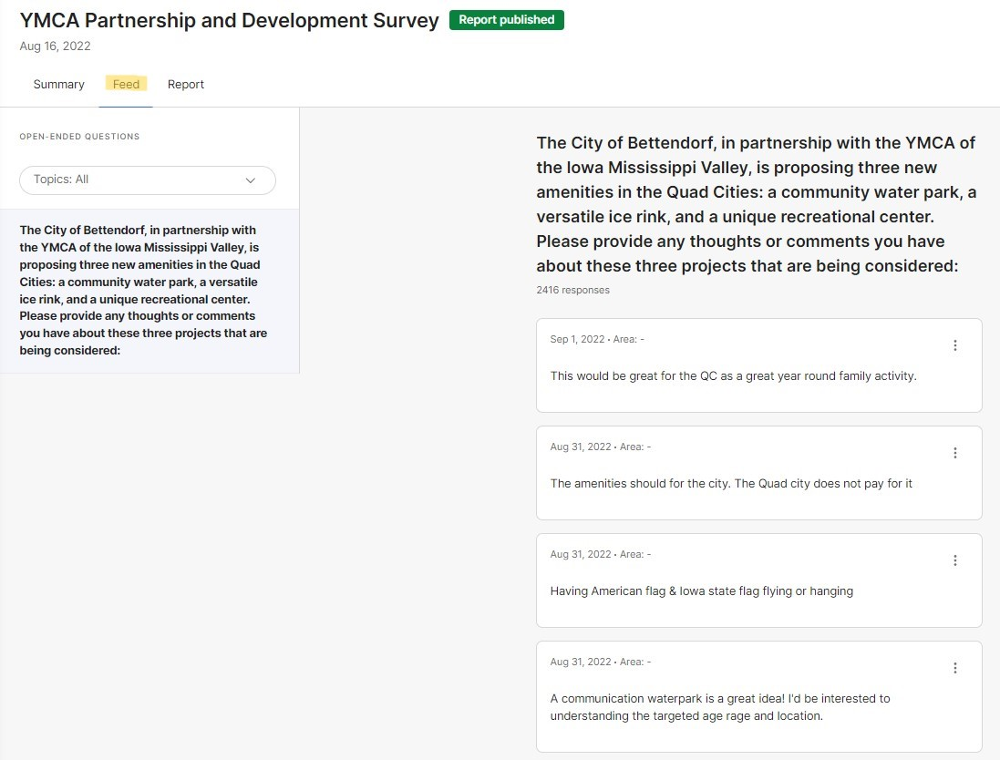 YMCA Partnership and Development Survey Report published
Aug 16, 2022
Summary Feed Report
OPEN-ENDED QUESTIONS
Topics: All
The City of Bettendorf, in partnership with
the YMCA of the Iowa Mississippi Valley, is
proposing three new amenities in the Quad
Cities: a community water park, a versatile
ice rink, and a unique recreational center.
Please provide any thoughts or comments
you have about these three projects that are
being considered:
The City of Bettendorf, in partnership with the YMCA of
the Iowa Mississippi Valley, is proposing three new
amenities in the Quad Cities: a community water park, a
versatile ice rink, and a unique recreational center.
Please provide any thoughts or comments you have
about these three projects that are being considered:
2416 responses
Sep 1, 2022 • Area: -
This would be great for the QC as a great year round family activity.
Aug 31, 2022 • Area: -
The amenities should for the city. The Quad city does not pay for it
Aug 31, 2022 • Area: -
Having American flag & Iowa state flag flying or hanging
Aug 31, 2022 • Area: -
A communication waterpark is a great idea! I'd be interested to
understanding the targeted age rage and location.